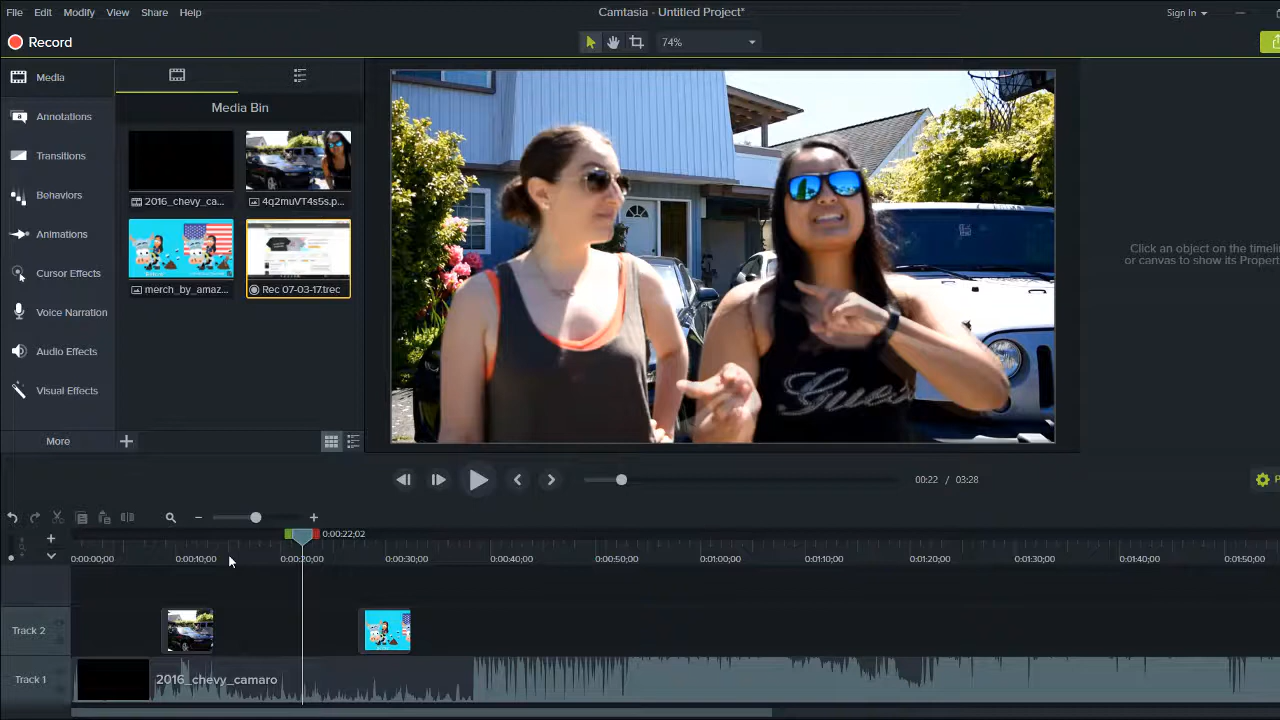 File Edit Modify View Share Help
Camtasia - Untitled Project*
Sign In
Record
74%
Media
Annotations
Transitions
Behaviors
Animations
Cursor Effects
Voice Narration
Audio Effects
Visual Effects
More
Media Bin
2016_chevy_ca...
4q2muVT4s5s.p...
merch_by_amaz...
Rec 07-03-17.trec
Guess
Click an object on the timeli
or canvas to show its Propert
00:22 / 03:28
P
0:00:22;02
0:00:00;00 0:00:10;00 0:00:20;00 0:00:30;00 0:00:40;00 0:00:50;00 0:01:00;00 0:01:10;00 0:01:20;00 0:01:30;00 0:01:40;00 0:01:50;00
Track 2
Track 1
2016_chevy_camaro